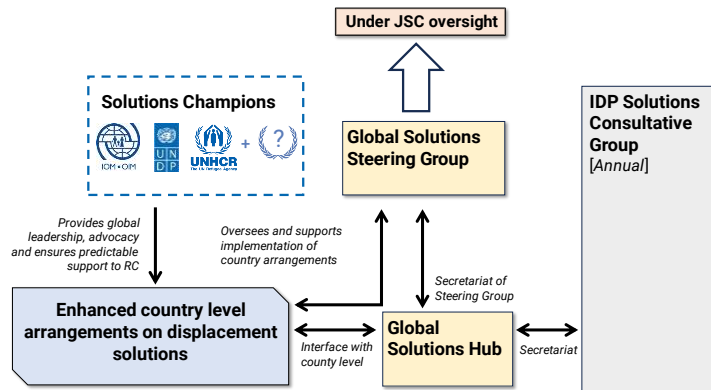 Under JSC oversight
Solutions Champions
IOM • OIM
U N
D P
UNHCR
The UN Refugee Agency
+
?
Global Solutions
Steering Group
IDP Solutions
Consultative
Group
[Annual]
Provides global
leadership, advocacy
and ensures predictable
support to RC
Oversees and supports
implementation of
country arrangements
Secretariat of
Steering Group
Enhanced country level
arrangements on displacement
solutions
Interface with
county level
Global
Solutions Hub
Secretariat